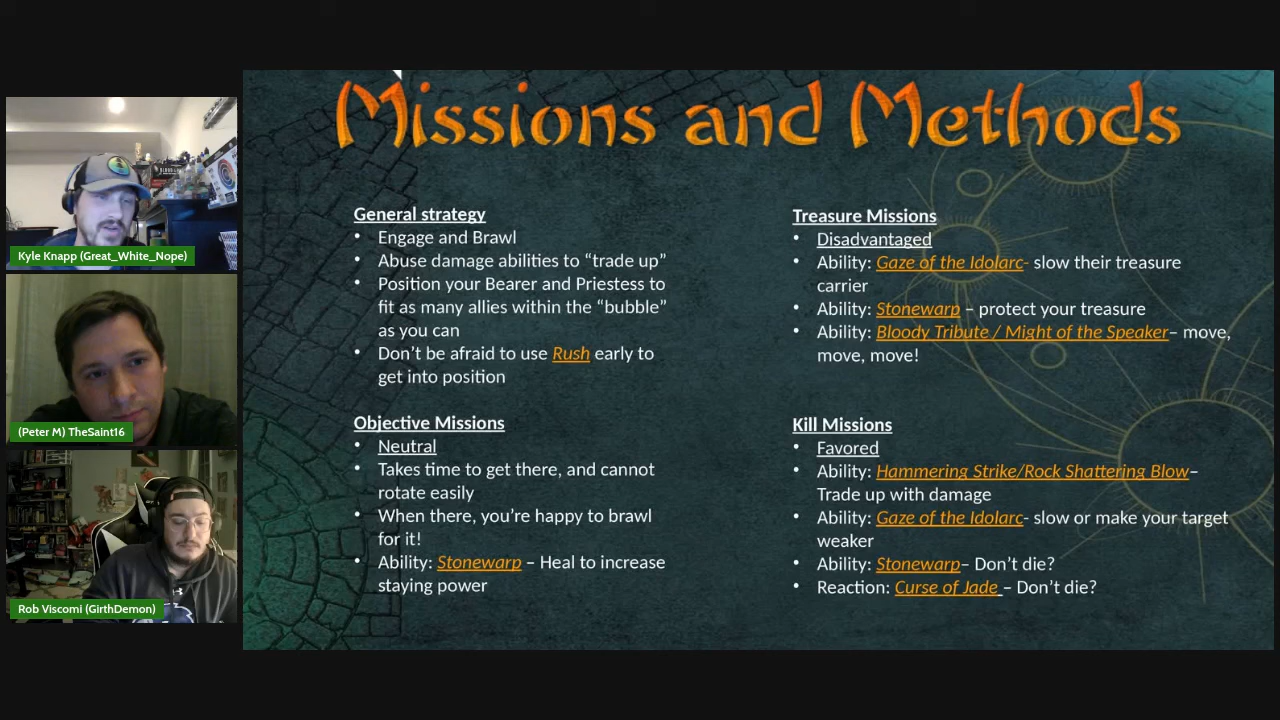 Missions and Methods
Kyle Knapp (Great_White_Nope)
(Peter M) TheSaint16
Rob Viscomi (GirthDemon)
General strategy
• Engage and Brawl
• Abuse damage abilities to “trade up”
• Position your Bearer and Priestess to
fit as many allies within the “bubble”
as you can
• Don’t be afraid to use Rush early to
get into position
Objective Missions
• Neutral
• Takes time to get there, and cannot
rotate easily
• When there, you’re happy to brawl
for it!
• Ability: Stonewarp – Heal to increase
staying power
Treasure Missions
• Disadvantaged
• Ability: Gaze of the Idolarc- slow their treasure
carrier
• Ability: Stonewarp – protect your treasure
• Ability: Bloody Tribute / Might of the Speaker– move,
move, move!
Kill Missions
• Favored
• Ability: Hammering Strike/Rock Shattering Blow–
Trade up with damage
• Ability: Gaze of the Idolarc- slow or make your target
weaker
• Ability: Stonewarp– Don’t die?
• Reaction: Curse of Jade – Don’t die?